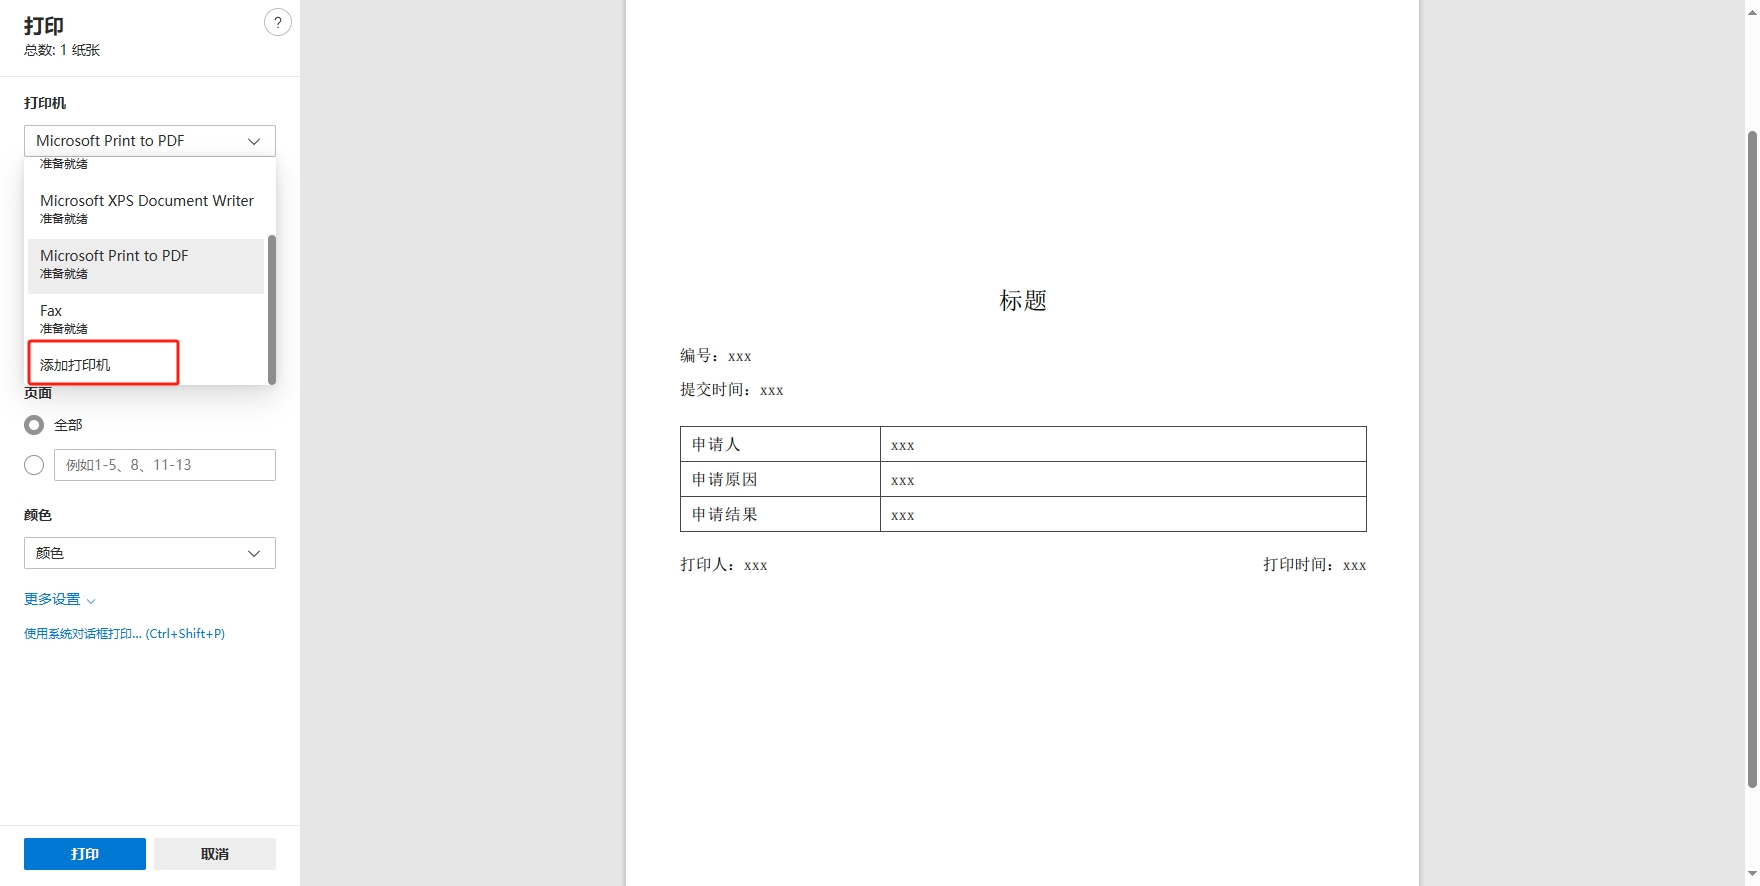 打印
?
总数: 1 纸张
打印机
Microsoft Print to PDF
准备就绪
Microsoft XPS Document Writer
准备就绪
Microsoft Print to PDF
准备就绪
Fax
准备就绪
添加打印机
页面
全部
例如1-5、8、11-13
颜色
颜色
更多设置
使用系统对话框打印... (Ctrl+Shift+P)
打印 取消
标题
编号：xxx
提交时间：xxx
申请人 xxx
申请原因 xxx
申请结果 xxx
打印人：xxx 打印时间：xxx